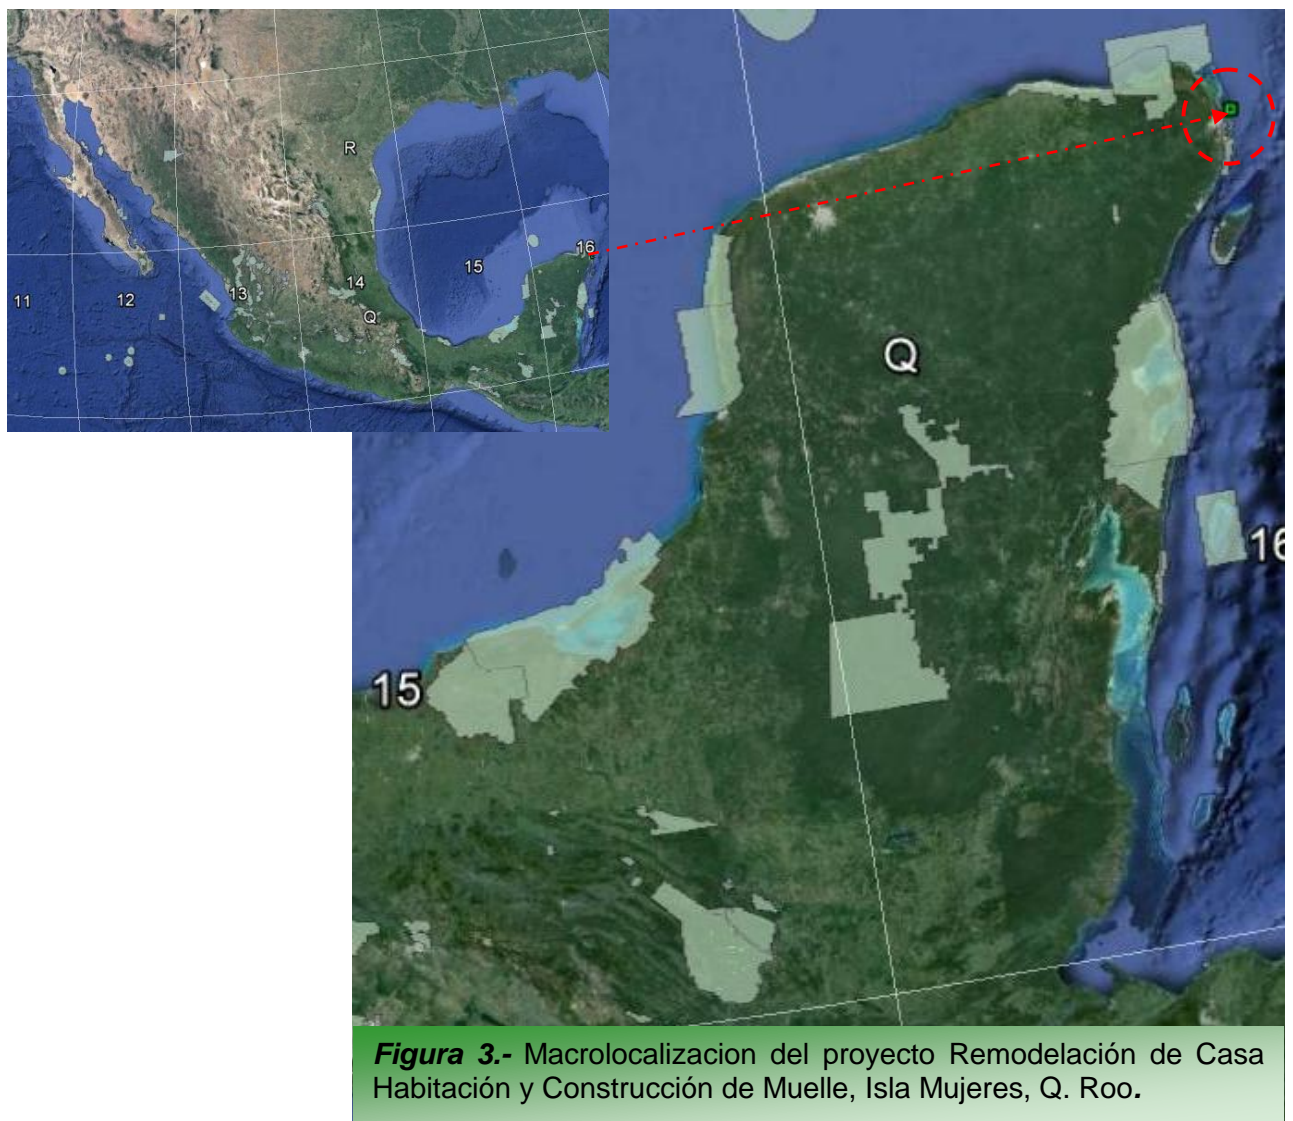 R
16
15
14
13
12
11
Q
Q
16
15
Figura 3.- Macrolocalizacion del proyecto Remodelación de Casa
Habitación y Construcción de Muelle, Isla Mujeres, Q. Roo.